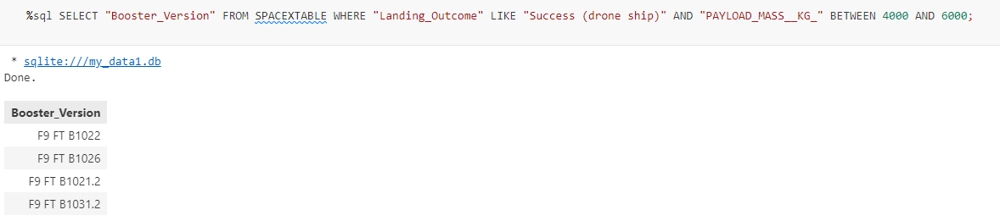 %sql SELECT "Booster_Version" FROM SPACEXTABLE WHERE "Landing_Outcome" LIKE "Success (drone ship)" AND "PAYLOAD_MASS__KG_" BETWEEN 4000 AND 6000;
* sqlite:///my_data1.db
Done.
Booster_Version
F9 FT B1022
F9 FT B1026
F9 FT B1021.2
F9 FT B1031.2